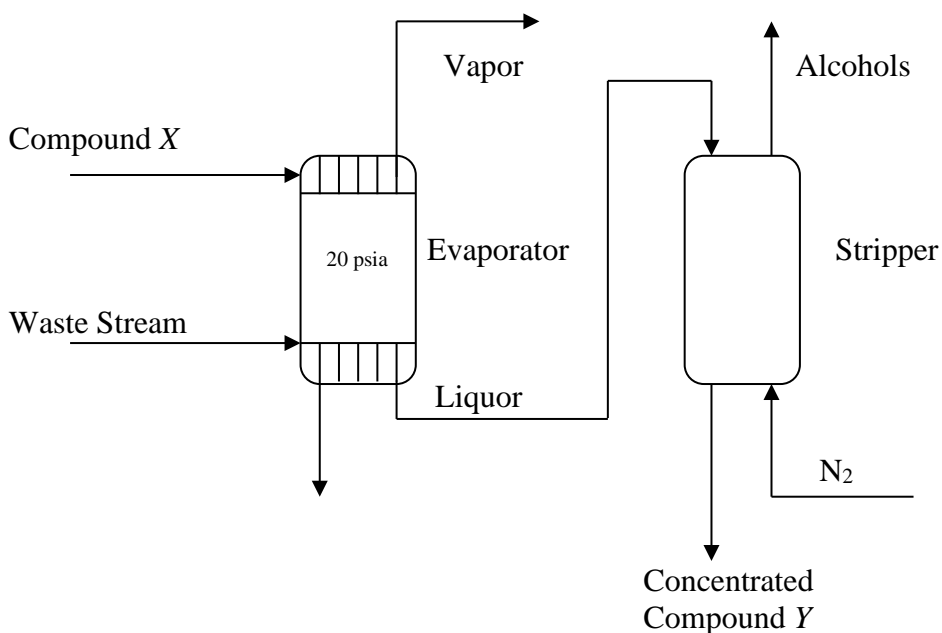 Vapor
Alcohols
Compound X
Evaporator
20 psia
Stripper
Waste Stream
Liquor
N₂
Concentrated
Compound Y